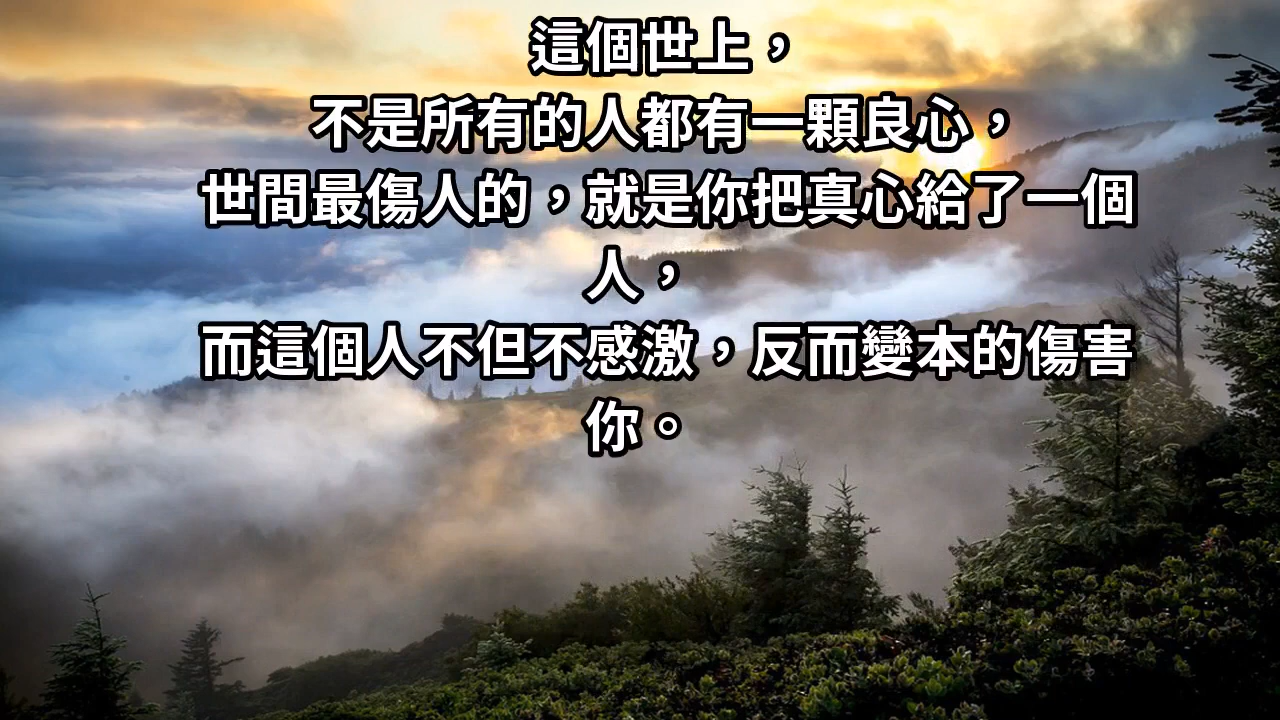 這個世上，
不是所有的人都有一顆良心，
世間最傷人的，就是你把真心給了一個
人，
而這個人不但不感激，反而變本的傷害
你。